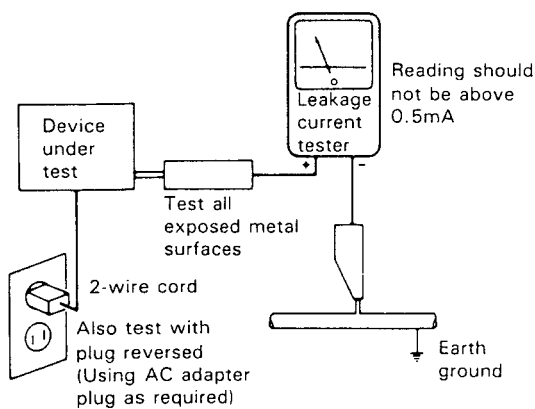 Device
under
test
Leakage
current
tester
+ -
Reading should
not be above
0.5mA
Test all
exposed metal
surfaces
2-wire cord
Also test with
plug reversed
(Using AC adapter
plug as required)
Earth
ground